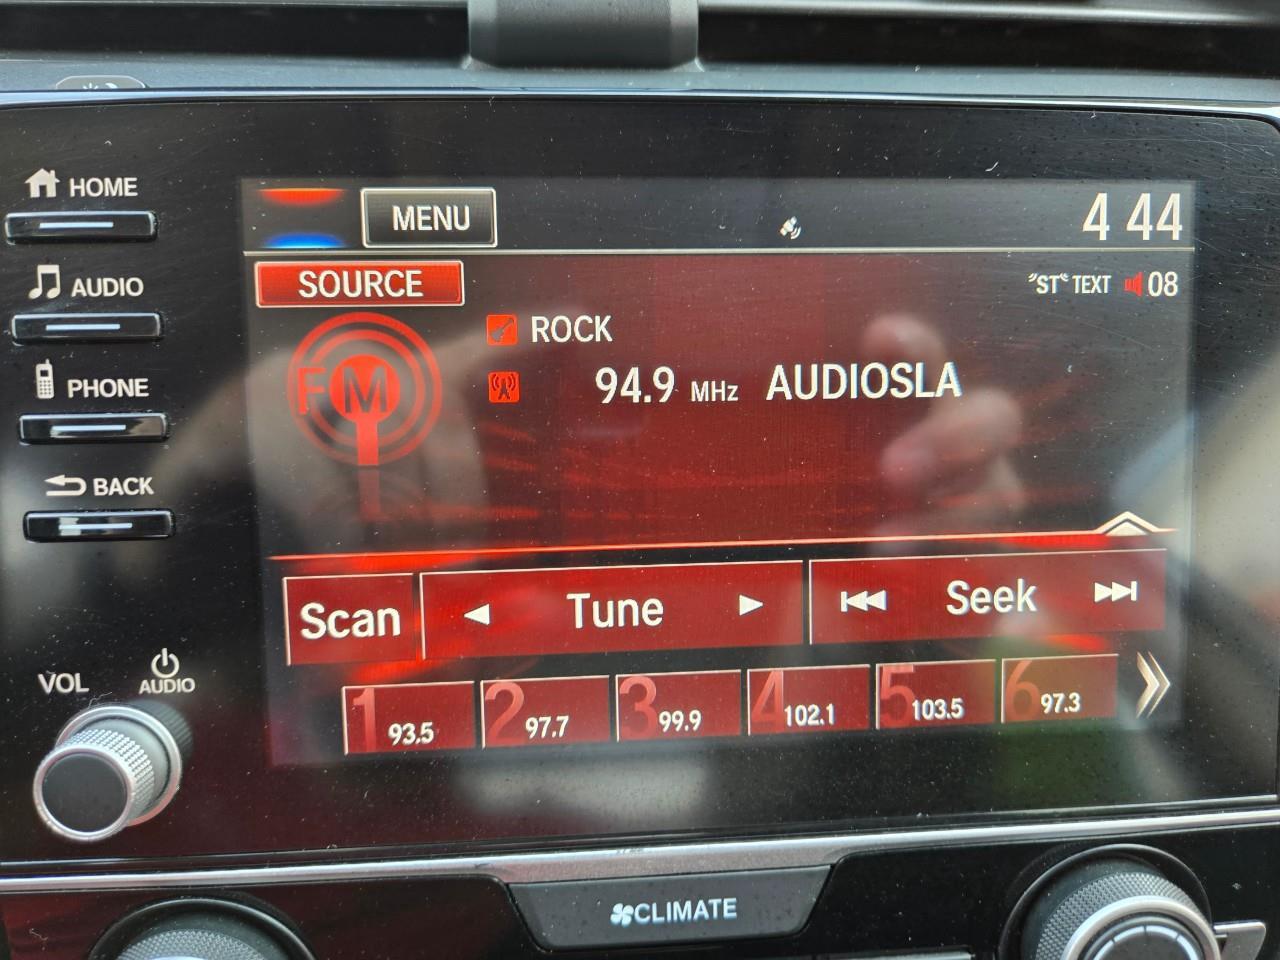 HOME
MENU
4 44
AUDIO
SOURCE
"ST" TEXT 08
ROCK
FM
94.9 MHz AUDIOSLA
PHONE
BACK
Scan
Tune
Seek
VOL
AUDIO
1 93.5
2 97.7
3 99.9
4 102.1
5 103.5
6 97.3
CLIMATE